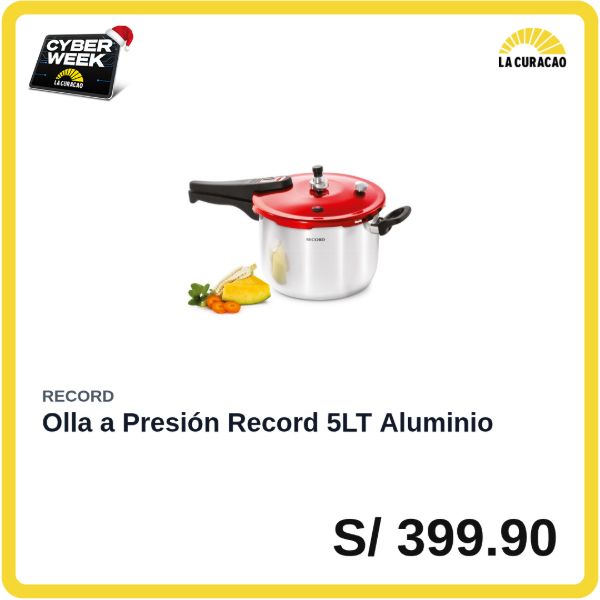 CYBER
WEEK
LA CURACAO
LA CURACAO
RECORD
RECORD
Olla a Presión Record 5LT Aluminio
S/ 399.90